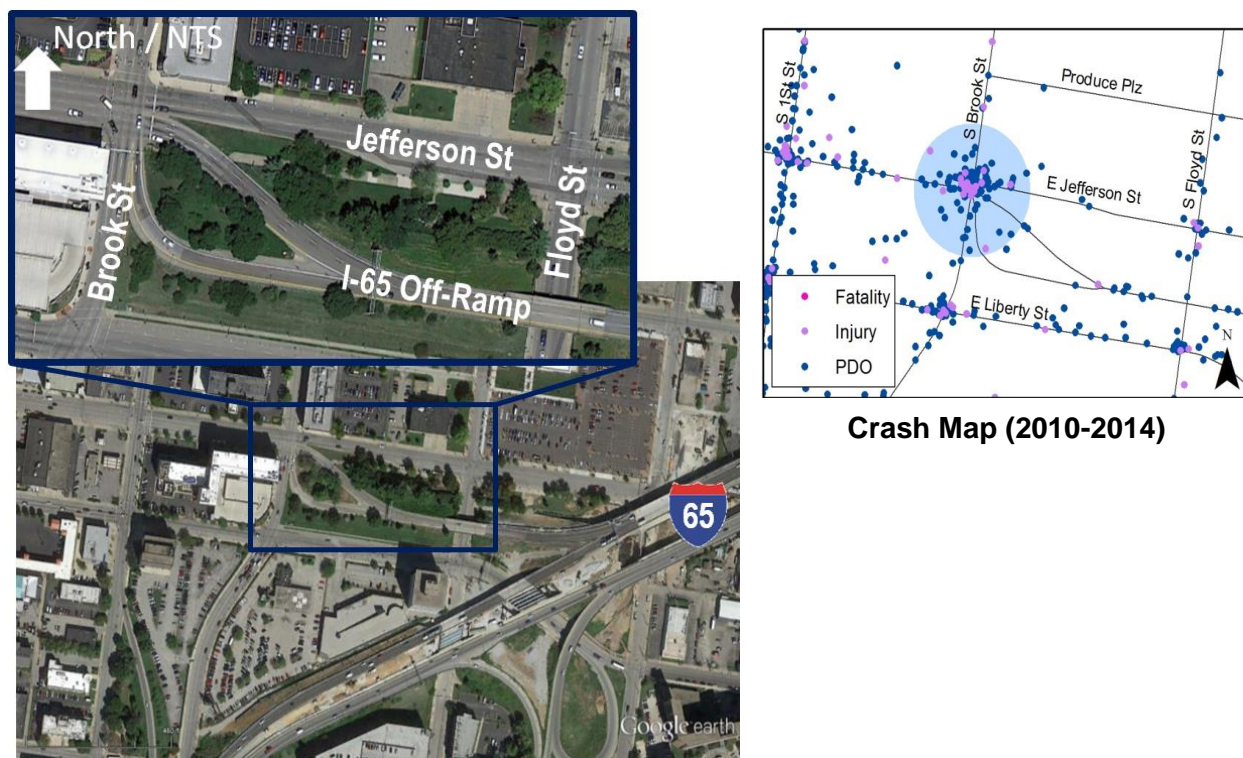 North / NTS
Jefferson St
Brook St
Floyd St
I-65 Off-Ramp
65
Google earth
S 1St St
S Brook St
Produce Plz
S Floyd St
E Jefferson St
E Liberty St
Fatality
Injury
PDO
N
Crash Map (2010-2014)